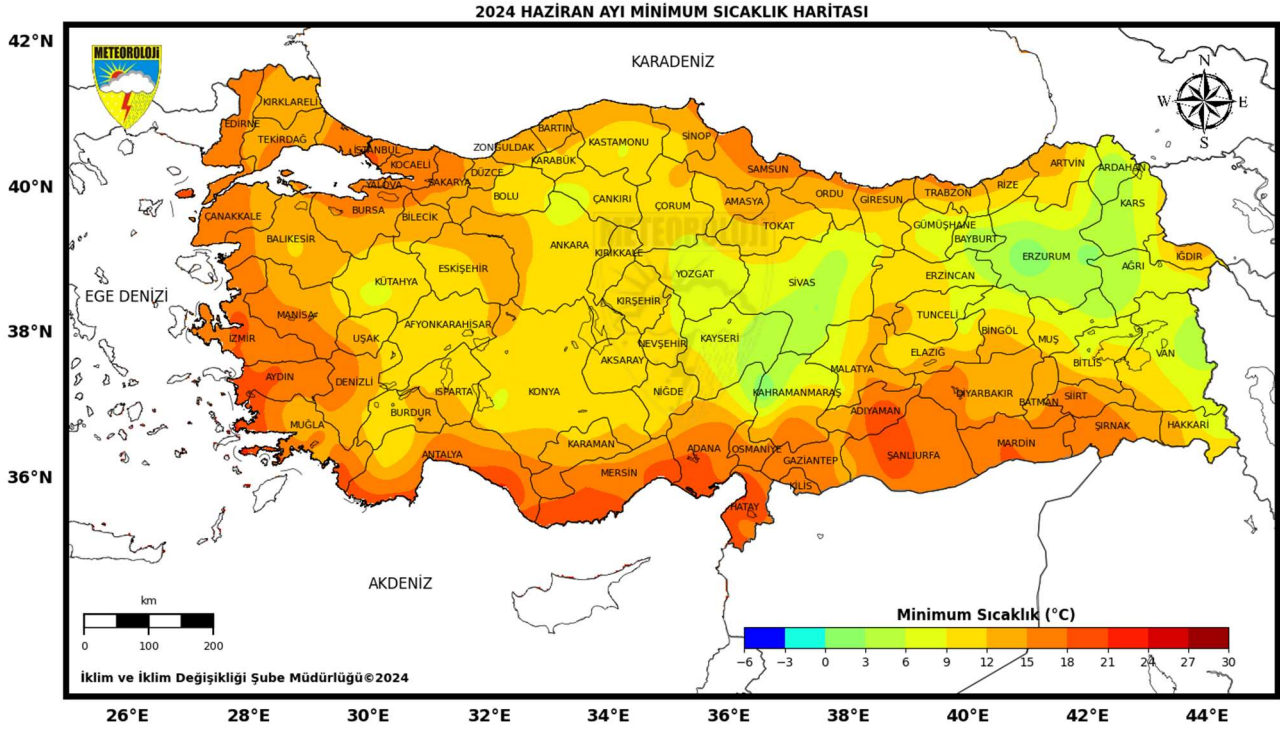 2024 HAZİRAN AYI MİNİMUM SICAKLIK HARİTASI
42°N
40°N
38°N
36°N
METEOROLOJİ
KARADENİZ
N
W E
S
KIRKLARELİ
EDİRNE
TEKİRDAĞ
İSTANBUL
KOCAELİ
YALOVA
SAKARYA
DÜZCE
ZONGULDAK
BARTIN
KARABÜK
KASTAMONU
SİNOP
SAMSUN
ORDU
GİRESUN
TRABZON
RİZE
ARTVİN
ARDAHAN
KARS
ÇANAKKALE
BURSA
BİLECİK
BOLU
ÇANKIRI
ÇORUM
AMASYA
TOKAT
GÜMÜŞHANE
BAYBURT
ERZURUM
AĞRI
IĞDIR
BALIKESİR
ESKİŞEHİR
ANKARA
KIRIKKALE
METEOROLOJİ
YOZGAT
SİVAS
ERZİNCAN
EGE DENİZİ
KÜTAHYA
KIRŞEHİR
MANİSA
AFYONKARAHİSAR
TUNCELİ
BİNGÖL
MUŞ
İZMİR
UŞAK
NEVŞEHİR
KAYSERİ
AKSARAY
ELAZIĞ
BİTLİS
VAN
AYDIN
DENİZLİ
ISPARTA
KONYA
NİĞDE
KAHRAMANMARAŞ
MALATYA
DİYARBAKIR
BATMAN
SİİRT
MUĞLA
BURDUR
ADIYAMAN
ŞIRNAK
HAKKARİ
ANTALYA
KARAMAN
MERSİN
ADANA
OSMANİYE
GAZİANTEP
ŞANLIURFA
MARDİN
KİLİS
HATAY
AKDENİZ
km
0 100 200
Minimum Sıcaklık (°C)
−6 −3 0 3 6 9 12 15 18 21 24 27 30
İklim ve İklim Değişikliği Şube Müdürlüğü©2024
26°E 28°E 30°E 32°E 34°E 36°E 38°E 40°E 42°E 44°E